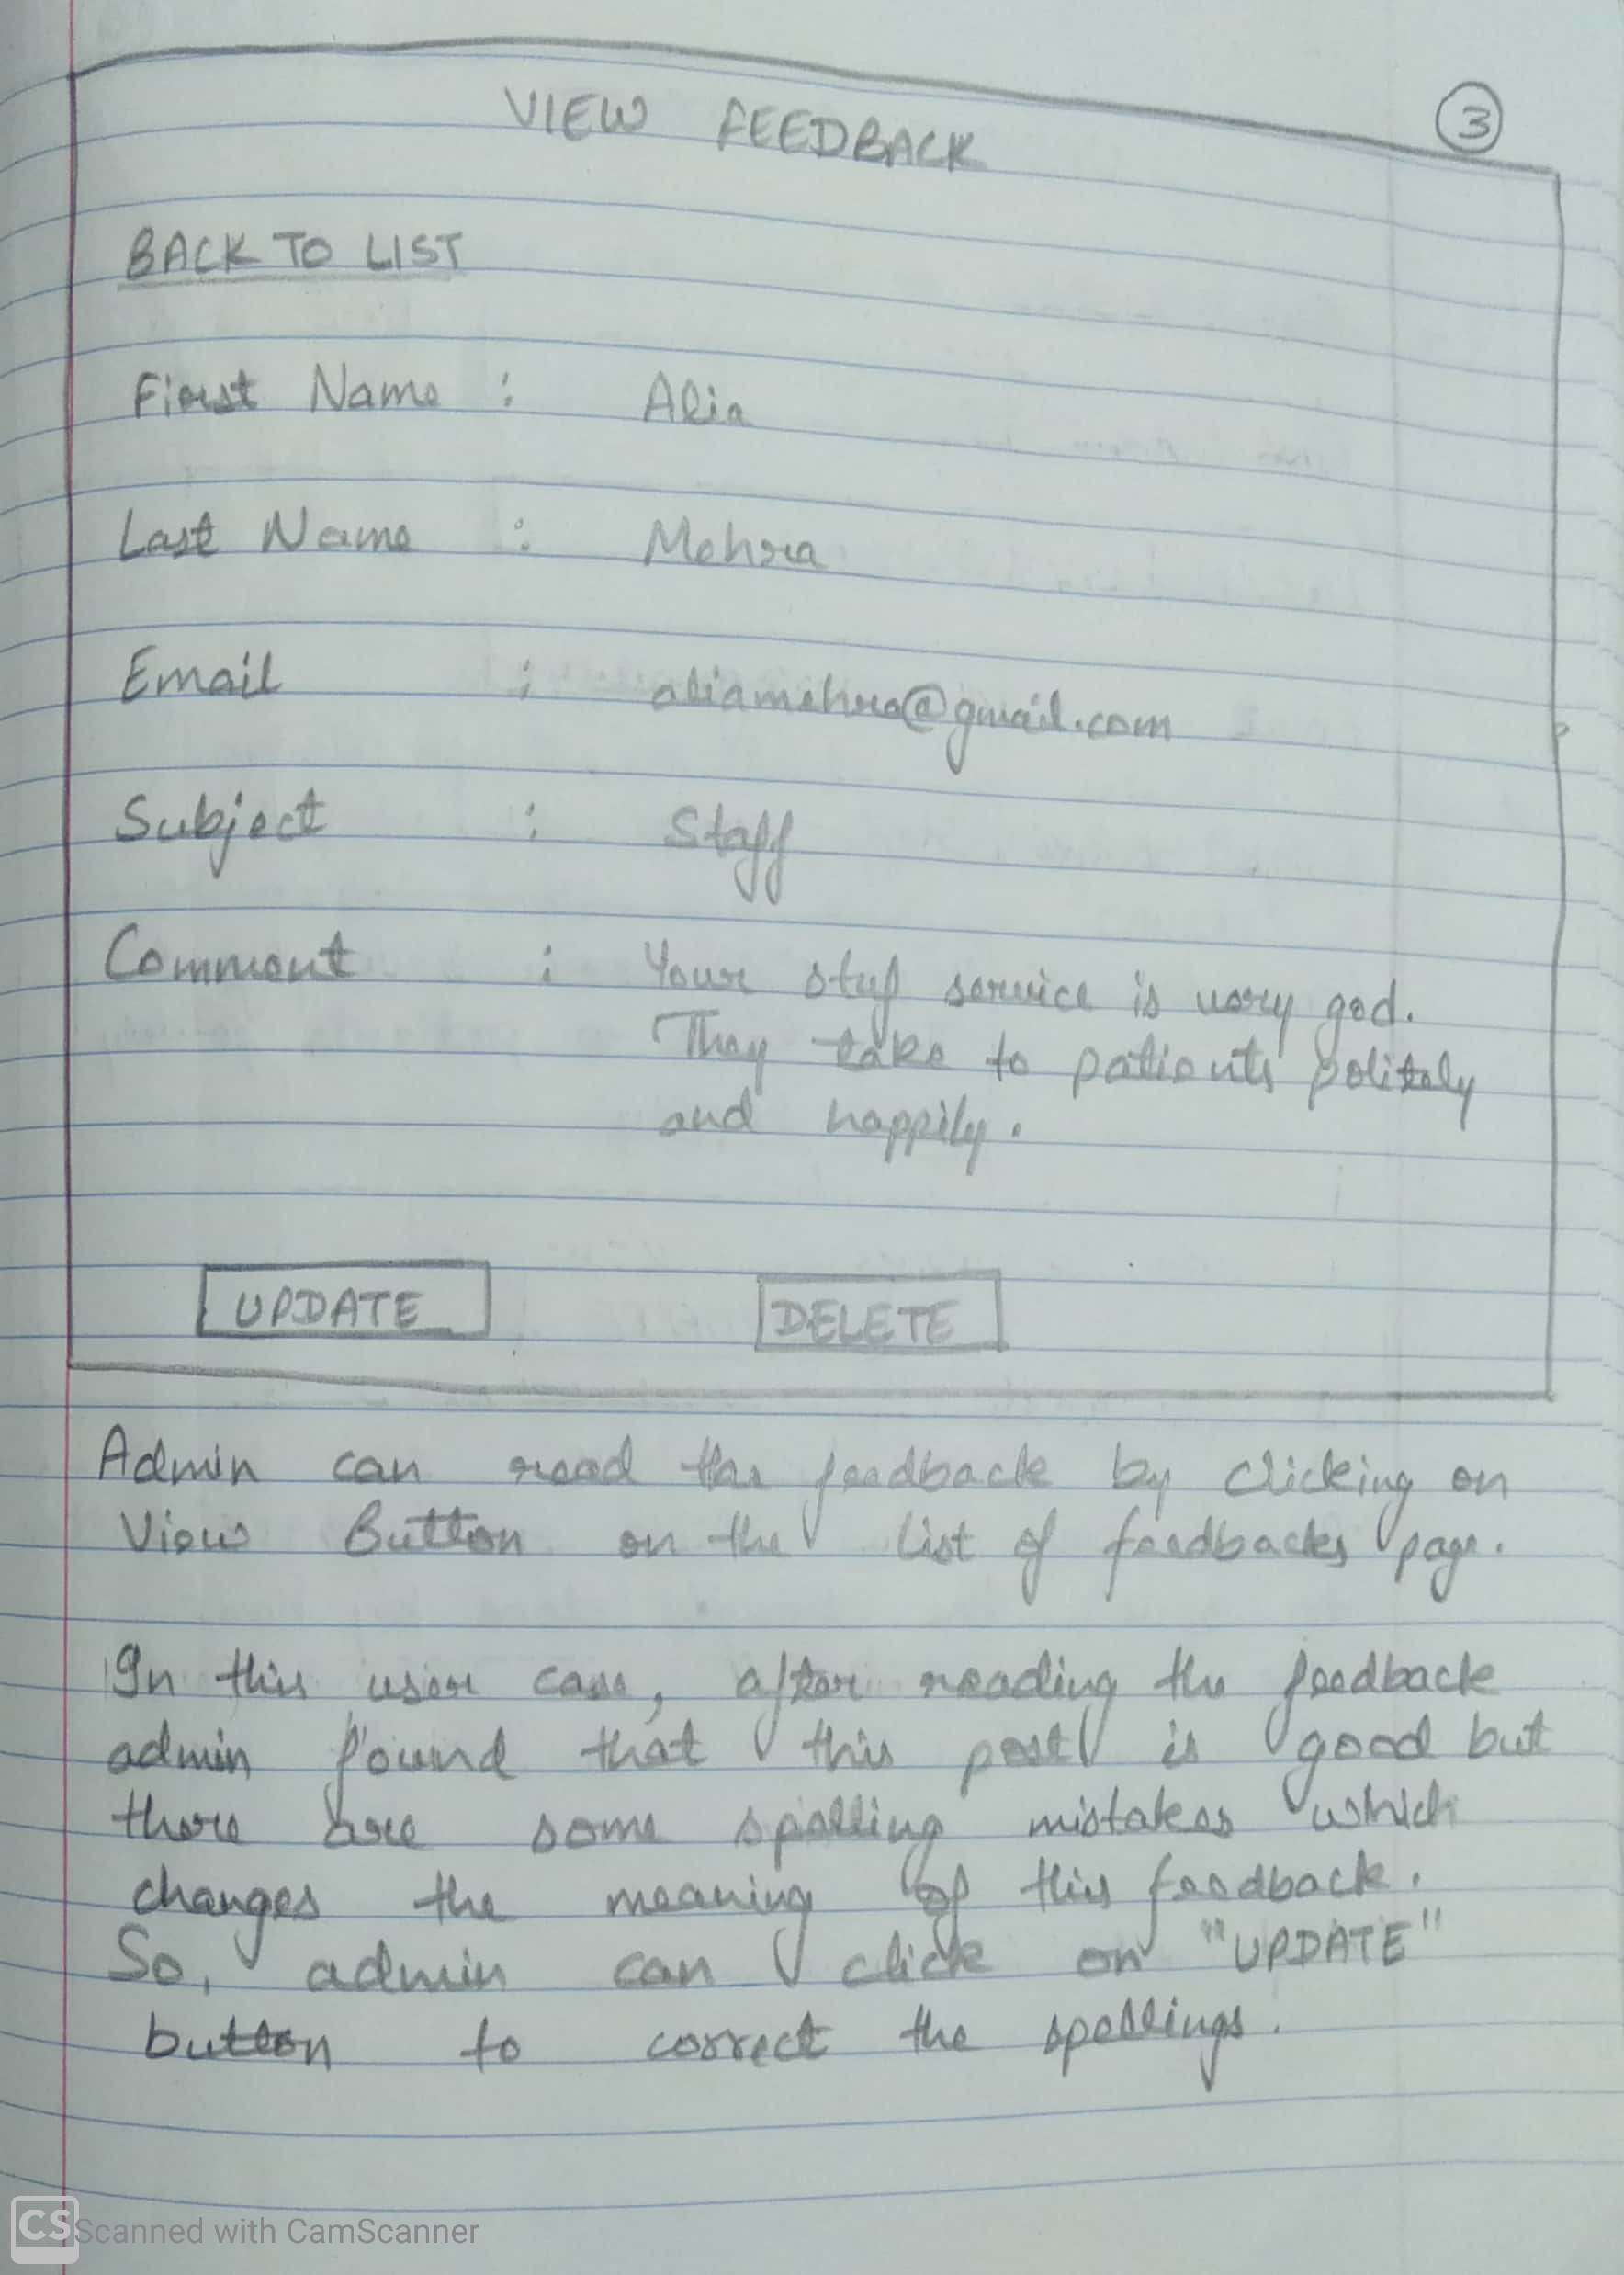 VIEW FEEDBACK
3
BACK TO LIST
First Name : Alia
Last Name : Mehra
Email : aliamehra@gmail.com
Subject : Staff
Comment : Your stuf service is very god.
They take to patients politely
and happily.
UPDATE DELETE
Admin can read the feedback by clicking on
View Button on the list of feedbacks page.
In this user case, after reading the feedback
admin found that this post is good but
there are some spelling mistakes which
changes the meaning of this feedback.
So, admin can click on "UPDATE"
button to correct the spellings.
CS Scanned with CamScanner